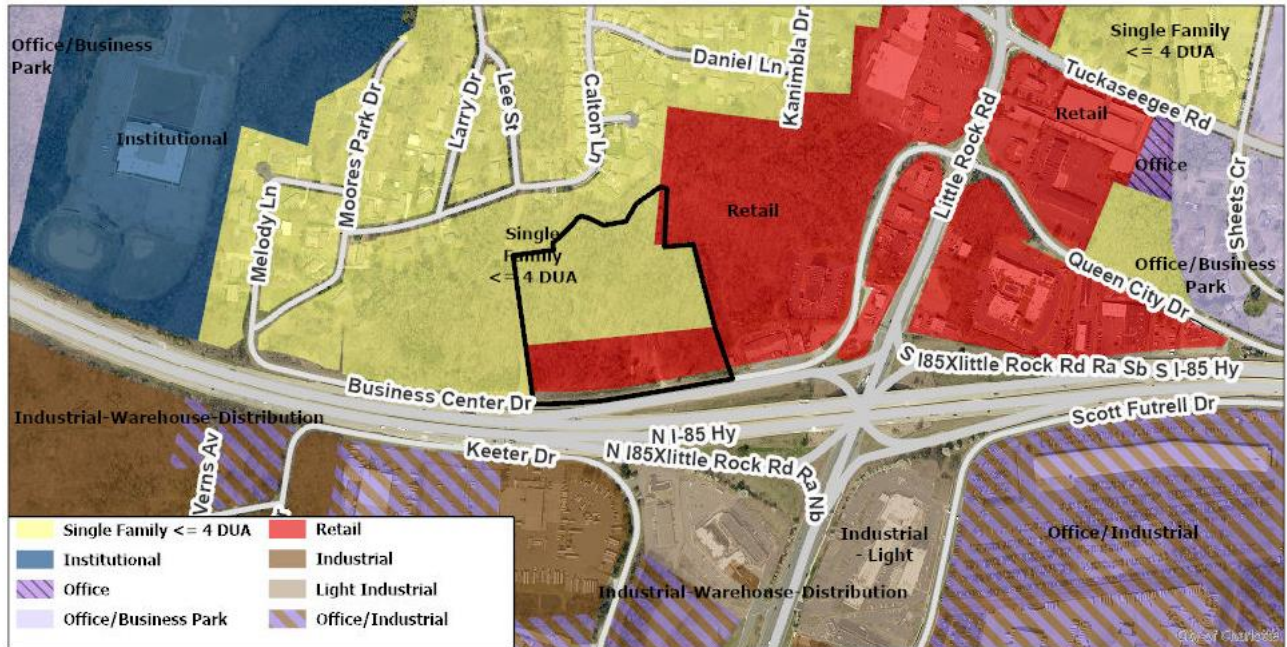 Office/Business
Park
Institutional
Melody Ln
Moores Park Dr
Larry Dr
Lee St
Calton Ln
Daniel Ln
Kanimbla Dr
Single Family
<= 4 DUA
Tuckaseegee Rd
Retail
Office
Sheets Cr
Little Rock Rd
Retail
Single
Family
<= 4 DUA
Office/Business
Park
Queen City Dr
Business Center Dr
S I85Xlittle Rock Rd Ra Sb
S I-85 Hy
Scott Futrell Dr
Industrial-Warehouse-Distribution
N I-85 Hy
N I85Xlittle Rock Rd Ra Nb
Keeter Dr
Verns Av
Industrial
- Light
Office/Industrial
Industrial-Warehouse-Distribution
Single Family <= 4 DUA
Retail
Institutional
Industrial
Office
Light Industrial
Office/Business Park
Office/Industrial
City of Charlotte